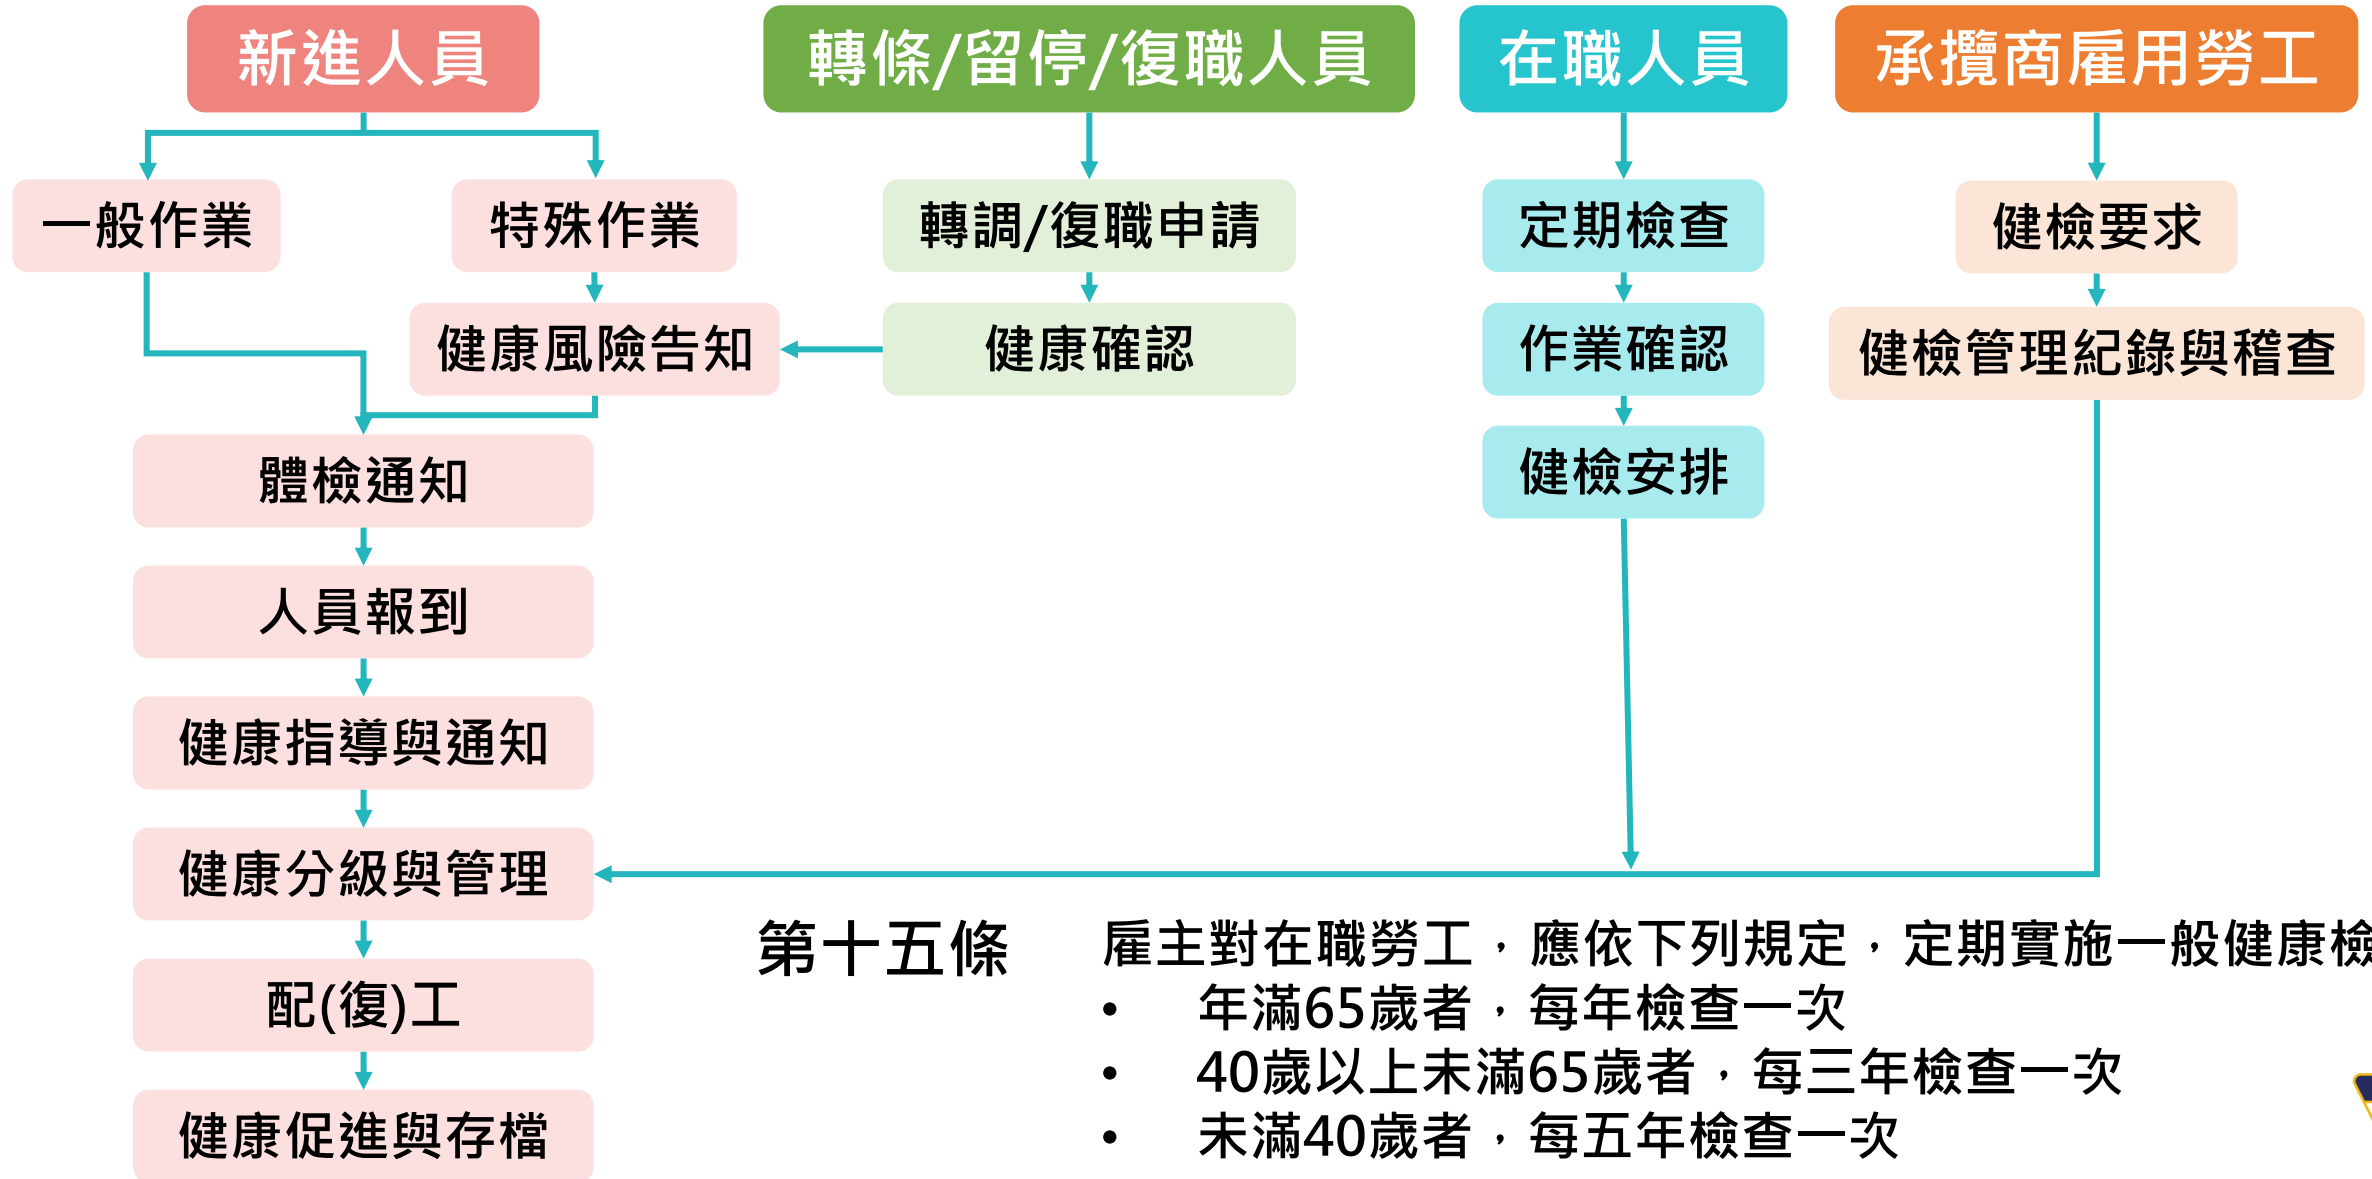 新進人員
轉條/留停/復職人員
在職人員
承攬商雇用勞工
一般作業
特殊作業
轉調/復職申請
定期檢查
健檢要求
健康風險告知
健康確認
作業確認
健檢管理紀錄與稽查
體檢通知
健檢安排
人員報到
健康指導與通知
健康分級與管理
配(復)工
健康促進與存檔
第十五條
雇主對在職勞工，應依下列規定，定期實施一般健康檢
• 年滿65歲者，每年檢查一次
• 40歲以上未滿65歲者，每三年檢查一次
• 未滿40歲者，每五年檢查一次